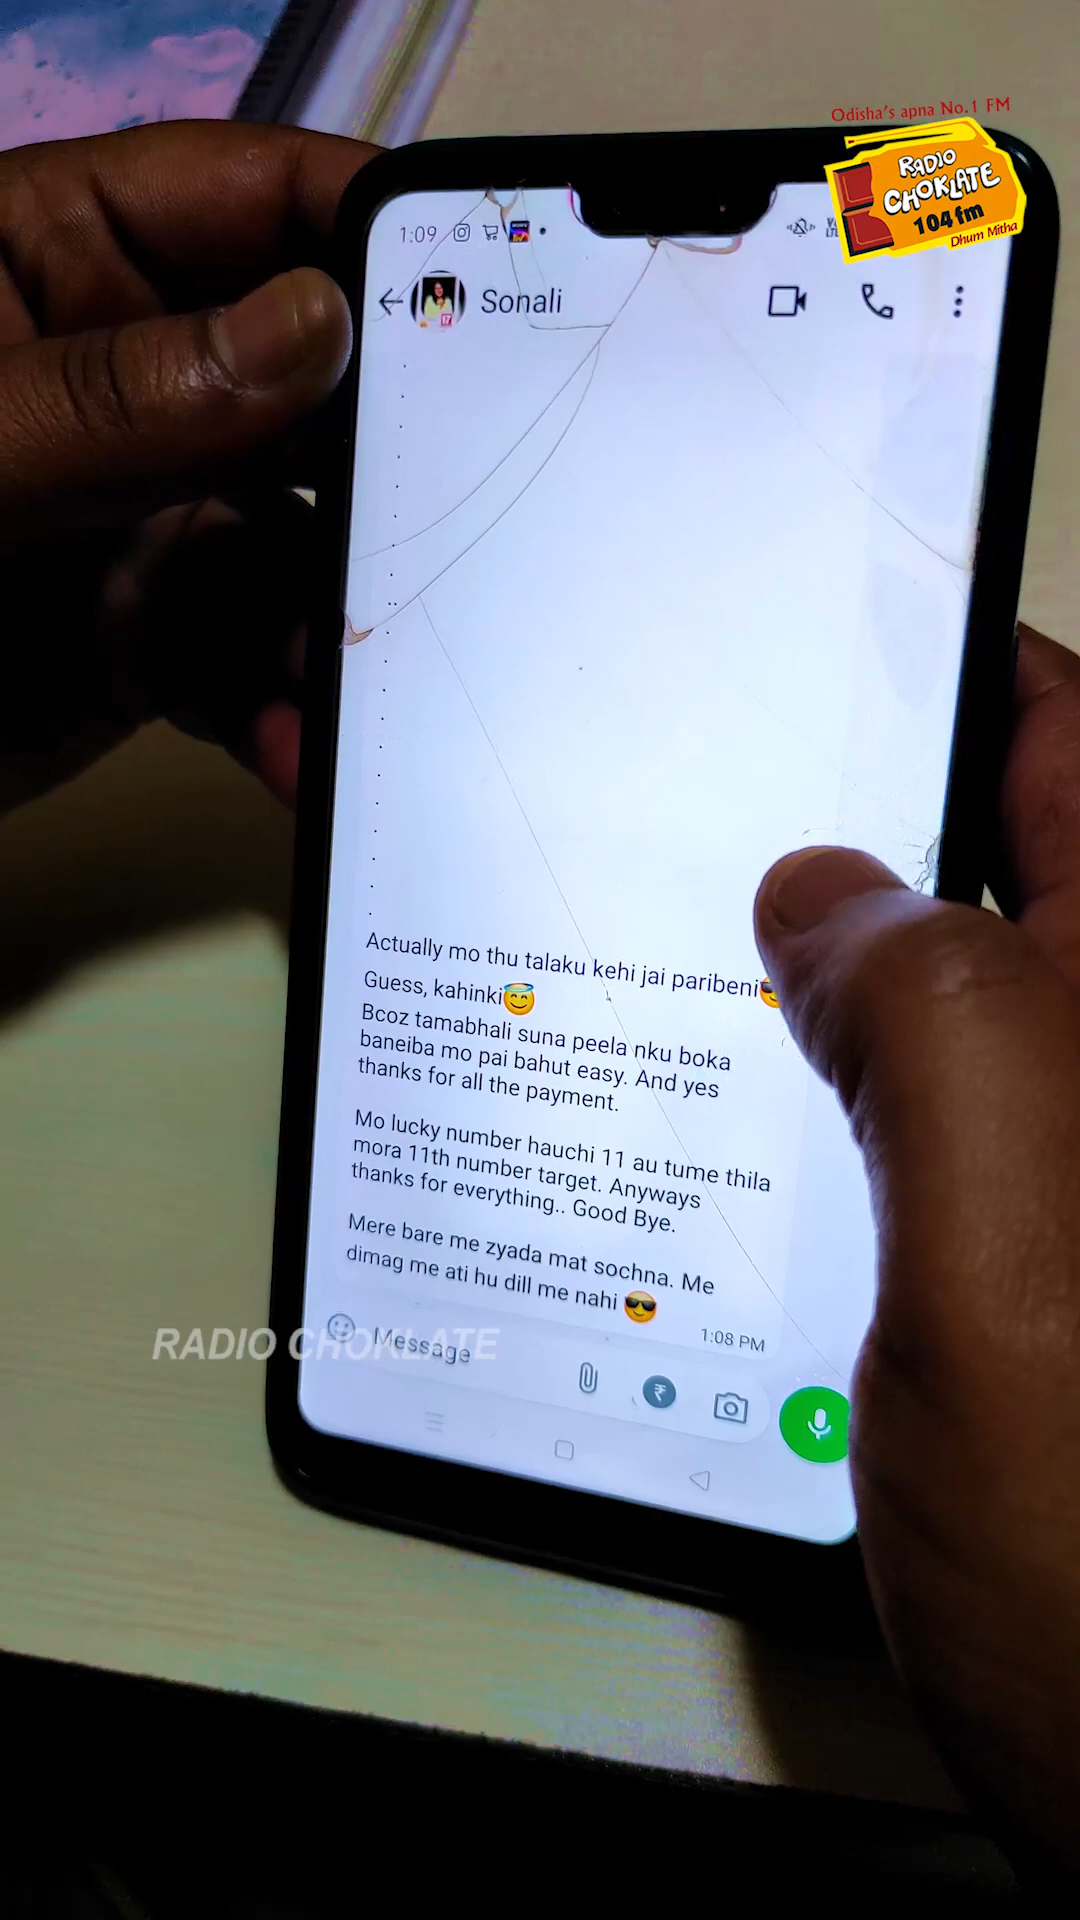 Odisha's apna No.1 FM
RADIO
CHOKLATE
104 fm
Dhum Mitha
1:09
Sonali
Actually mo thu talaku kehi jai paribeni😎
Guess, kahinki😇
Bcoz tamabhali suna peela nku boka
baneiba mo pai bahut easy. And yes
thanks for all the payment.
Mo lucky number hauchi 11 au tume thila
mora 11th number target. Anyways
thanks for everything.. Good Bye.
Mere bare me zyada mat sochna. Me
dimag me ati hu dill me nahi 😎
1:08 PM
Message
RADIO CHOKLATE